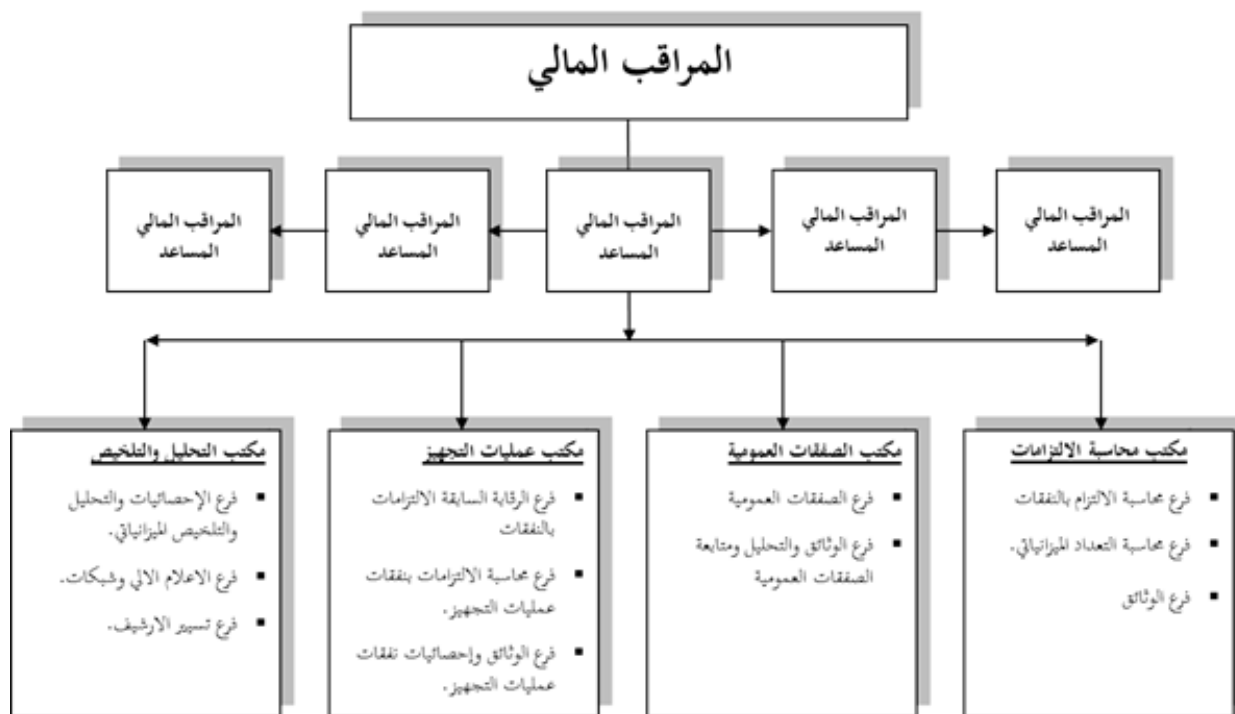 المراقب المالي
المراقب المالي
المساعد
المراقب المالي
المساعد
المراقب المالي
المساعد
المراقب المالي
المساعد
المراقب المالي
المساعد
مكتب محاسبة الالتزامات
▪ فرع محاسبة الالتزام بالنفقات
▪ فرع محاسبة التعداد الميزانياتي.
▪ فرع الوثائق
مكتب الصفقات العمومية
▪ فرع الصفقات العمومية
▪ فرع الوثائق والتحليل ومتابعة
الصفقات العمومية
مكتب عمليات التجهيز
▪ فرع الرقابة السابقة الالتزامات
بالنفقات
▪ فرع محاسبة الالتزامات بنفقات
عمليات التجهيز.
▪ فرع الوثائق وإحصائيات نفقات
عمليات التجهيز.
مكتب التحليل والتلخيص
▪ فرع الإحصائيات والتحليل
والتلخيص الميزانياتي.
▪ فرع الاعلام الالي وشبكات.
▪ فرع تسيير الارشيف.